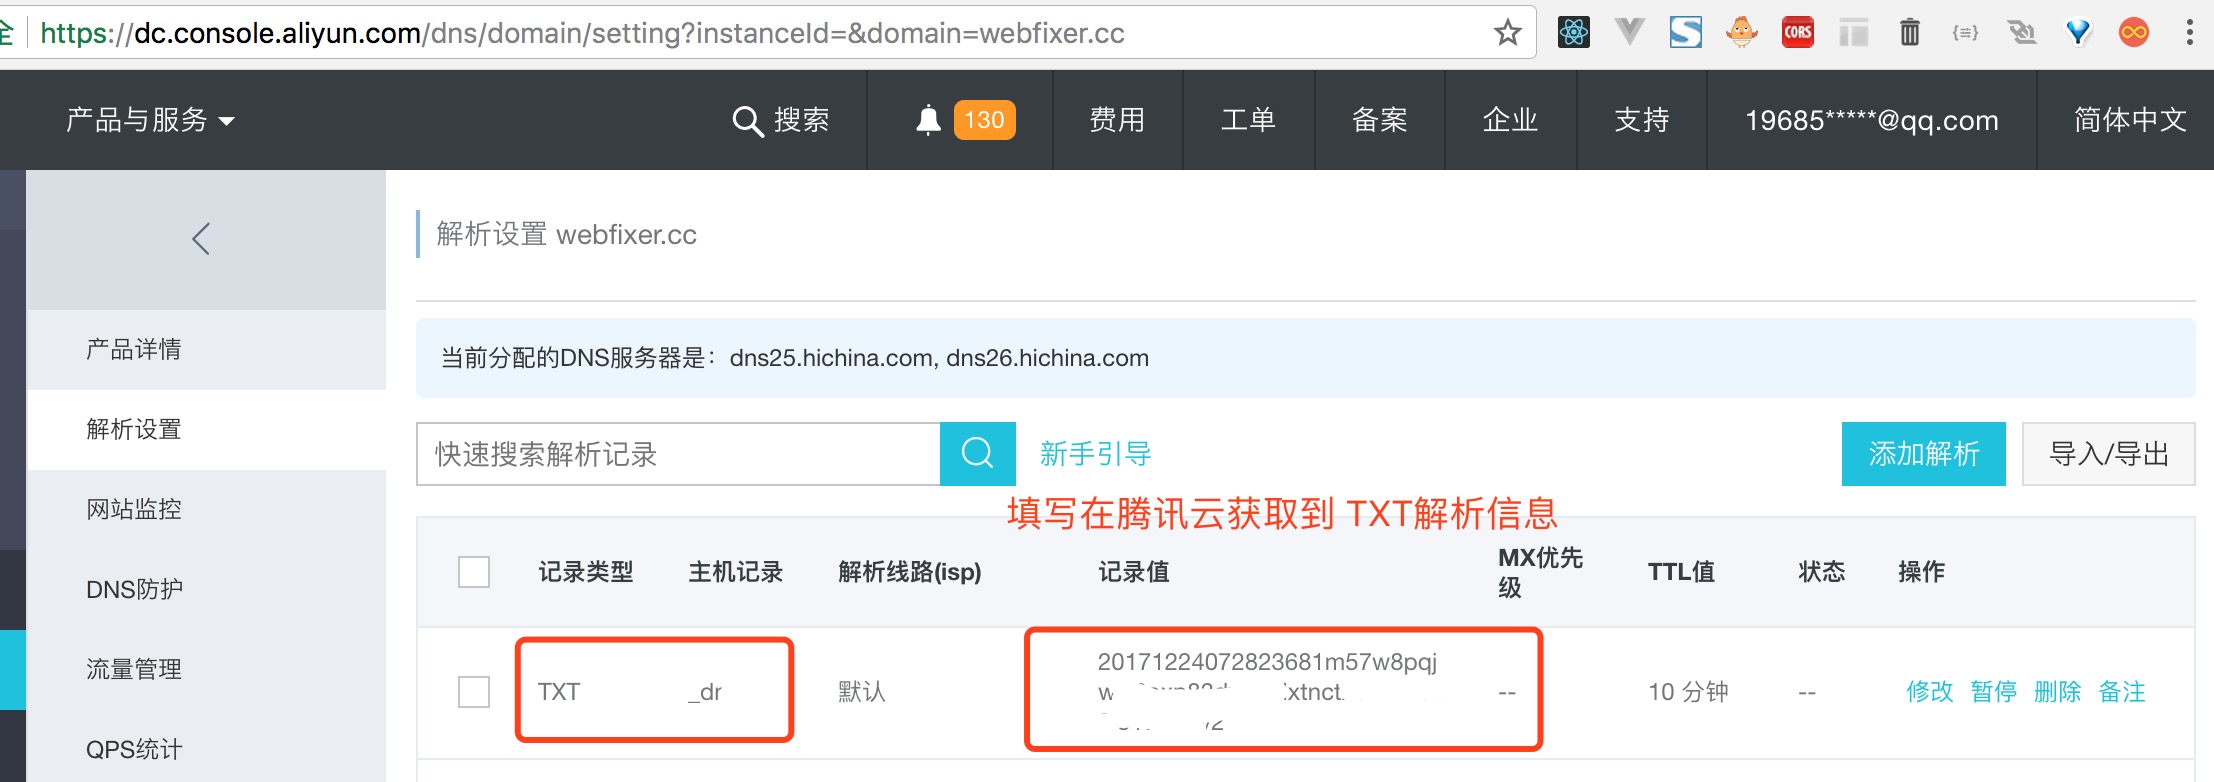 全 https://dc.console.aliyun.com/dns/domain/setting?instanceId=&domain=webfixer.cc
CORS
产品与服务 搜索 130 费用 工单 备案 企业 支持 19685*****@qq.com 简体中文
解析设置 webfixer.cc
产品详情
当前分配的DNS服务器是：dns25.hichina.com, dns26.hichina.com
解析设置
快速搜索解析记录 新手引导 添加解析 导入/导出
网站监控
填写在腾讯云获取到 TXT解析信息
记录类型 主机记录 解析线路(isp) 记录值 MX优先级 TTL值 状态 操作
DNS防护
流量管理
TXT _dr 默认 20171224072823681m57w8pqj
-- 10 分钟 -- 修改 暂停 删除 备注
QPS统计